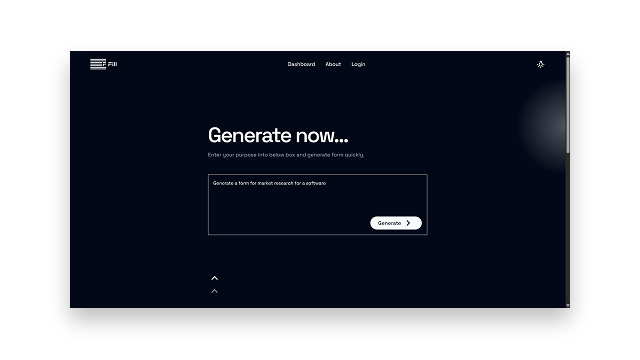 F Fill
Dashboard About Login
Generate now...
Enter your purpose into below box and generate form quickly.
Generate a form for market research for a software
Generate